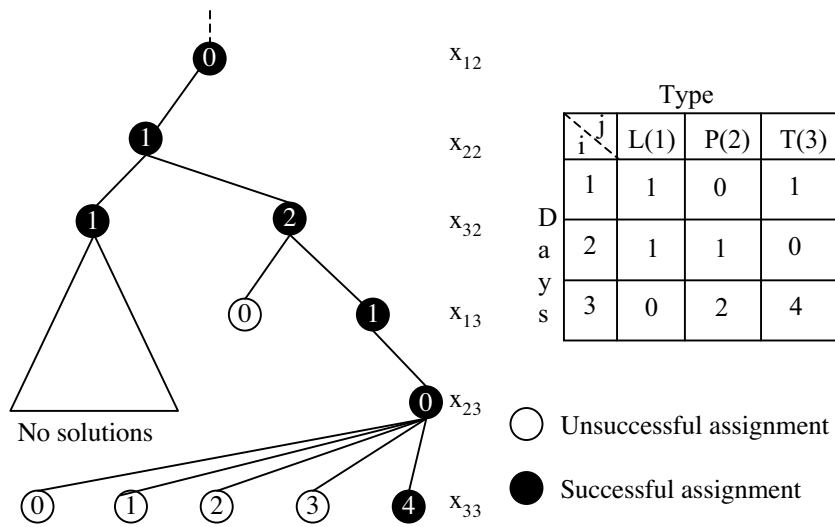 0 x12
1 x22
1 2 x32
0 1 x13
0 x23
No solutions
0 1 2 3 4 x33
Type
i j L(1) P(2) T(3)
1 1 0 1
2 1 1 0
3 0 2 4
Days
Unsuccessful assignment
Successful assignment